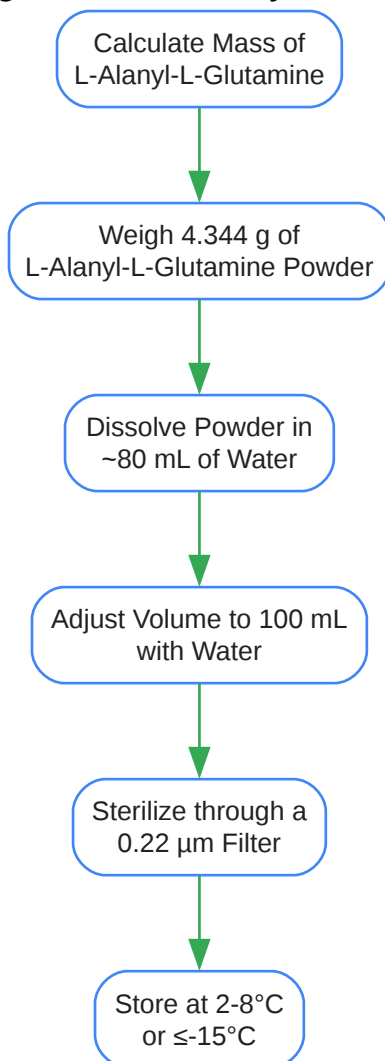 Calculate Mass of
L-Alanyl-L-Glutamine
Weigh 4.344 g of
L-Alanyl-L-Glutamine Powder
Dissolve Powder in
~80 mL of Water
Adjust Volume to 100 mL
with Water
Sterilize through a
0.22 µm Filter
Store at 2-8°C
or ≤-15°C